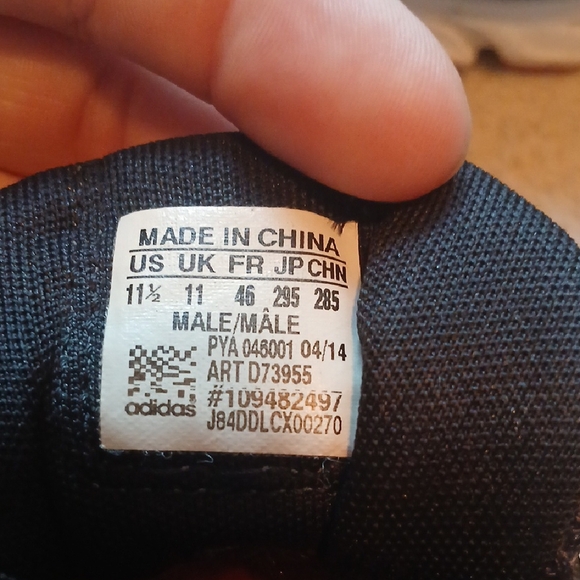 MADE IN CHINA
US UK FR JP CHN
11½ 11 46 295 285
MALE/MÂLE
PYA 046001 04/14
ART D73955
adidas #109482497
J84DDLCX00270